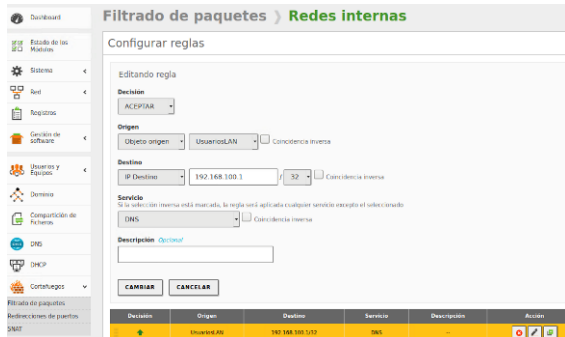 Filtrado de paquetes 》 Redes internas
Configurar reglas
Dashboard
Estado de los
Módulos
Sistema
Red
Registros
Gestión de
software
Usuarios y
Equipos
Dominio
Compartición de
Ficheros
DNS
DHCP
Cortafuegos
Filtrado de paquetes
Redirecciones de puertos
SNAT
Editando regla
Decisión
ACEPTAR
Origen
Objeto origen UsuariosLAN Coincidencia inversa
Destino
IP Destino 192.168.100.1 / 32 Coincidencia inversa
Servicio
Si la selección inversa está marcada, la regla será aplicada cualquier servicio excepto el seleccionado
DNS Coincidencia inversa
Descripción Opcional
CAMBIAR CANCELAR
Decisión Origen Destino Servicio Descripción Acción
UsuariosLAN 192.168.100.1/32 DNS --